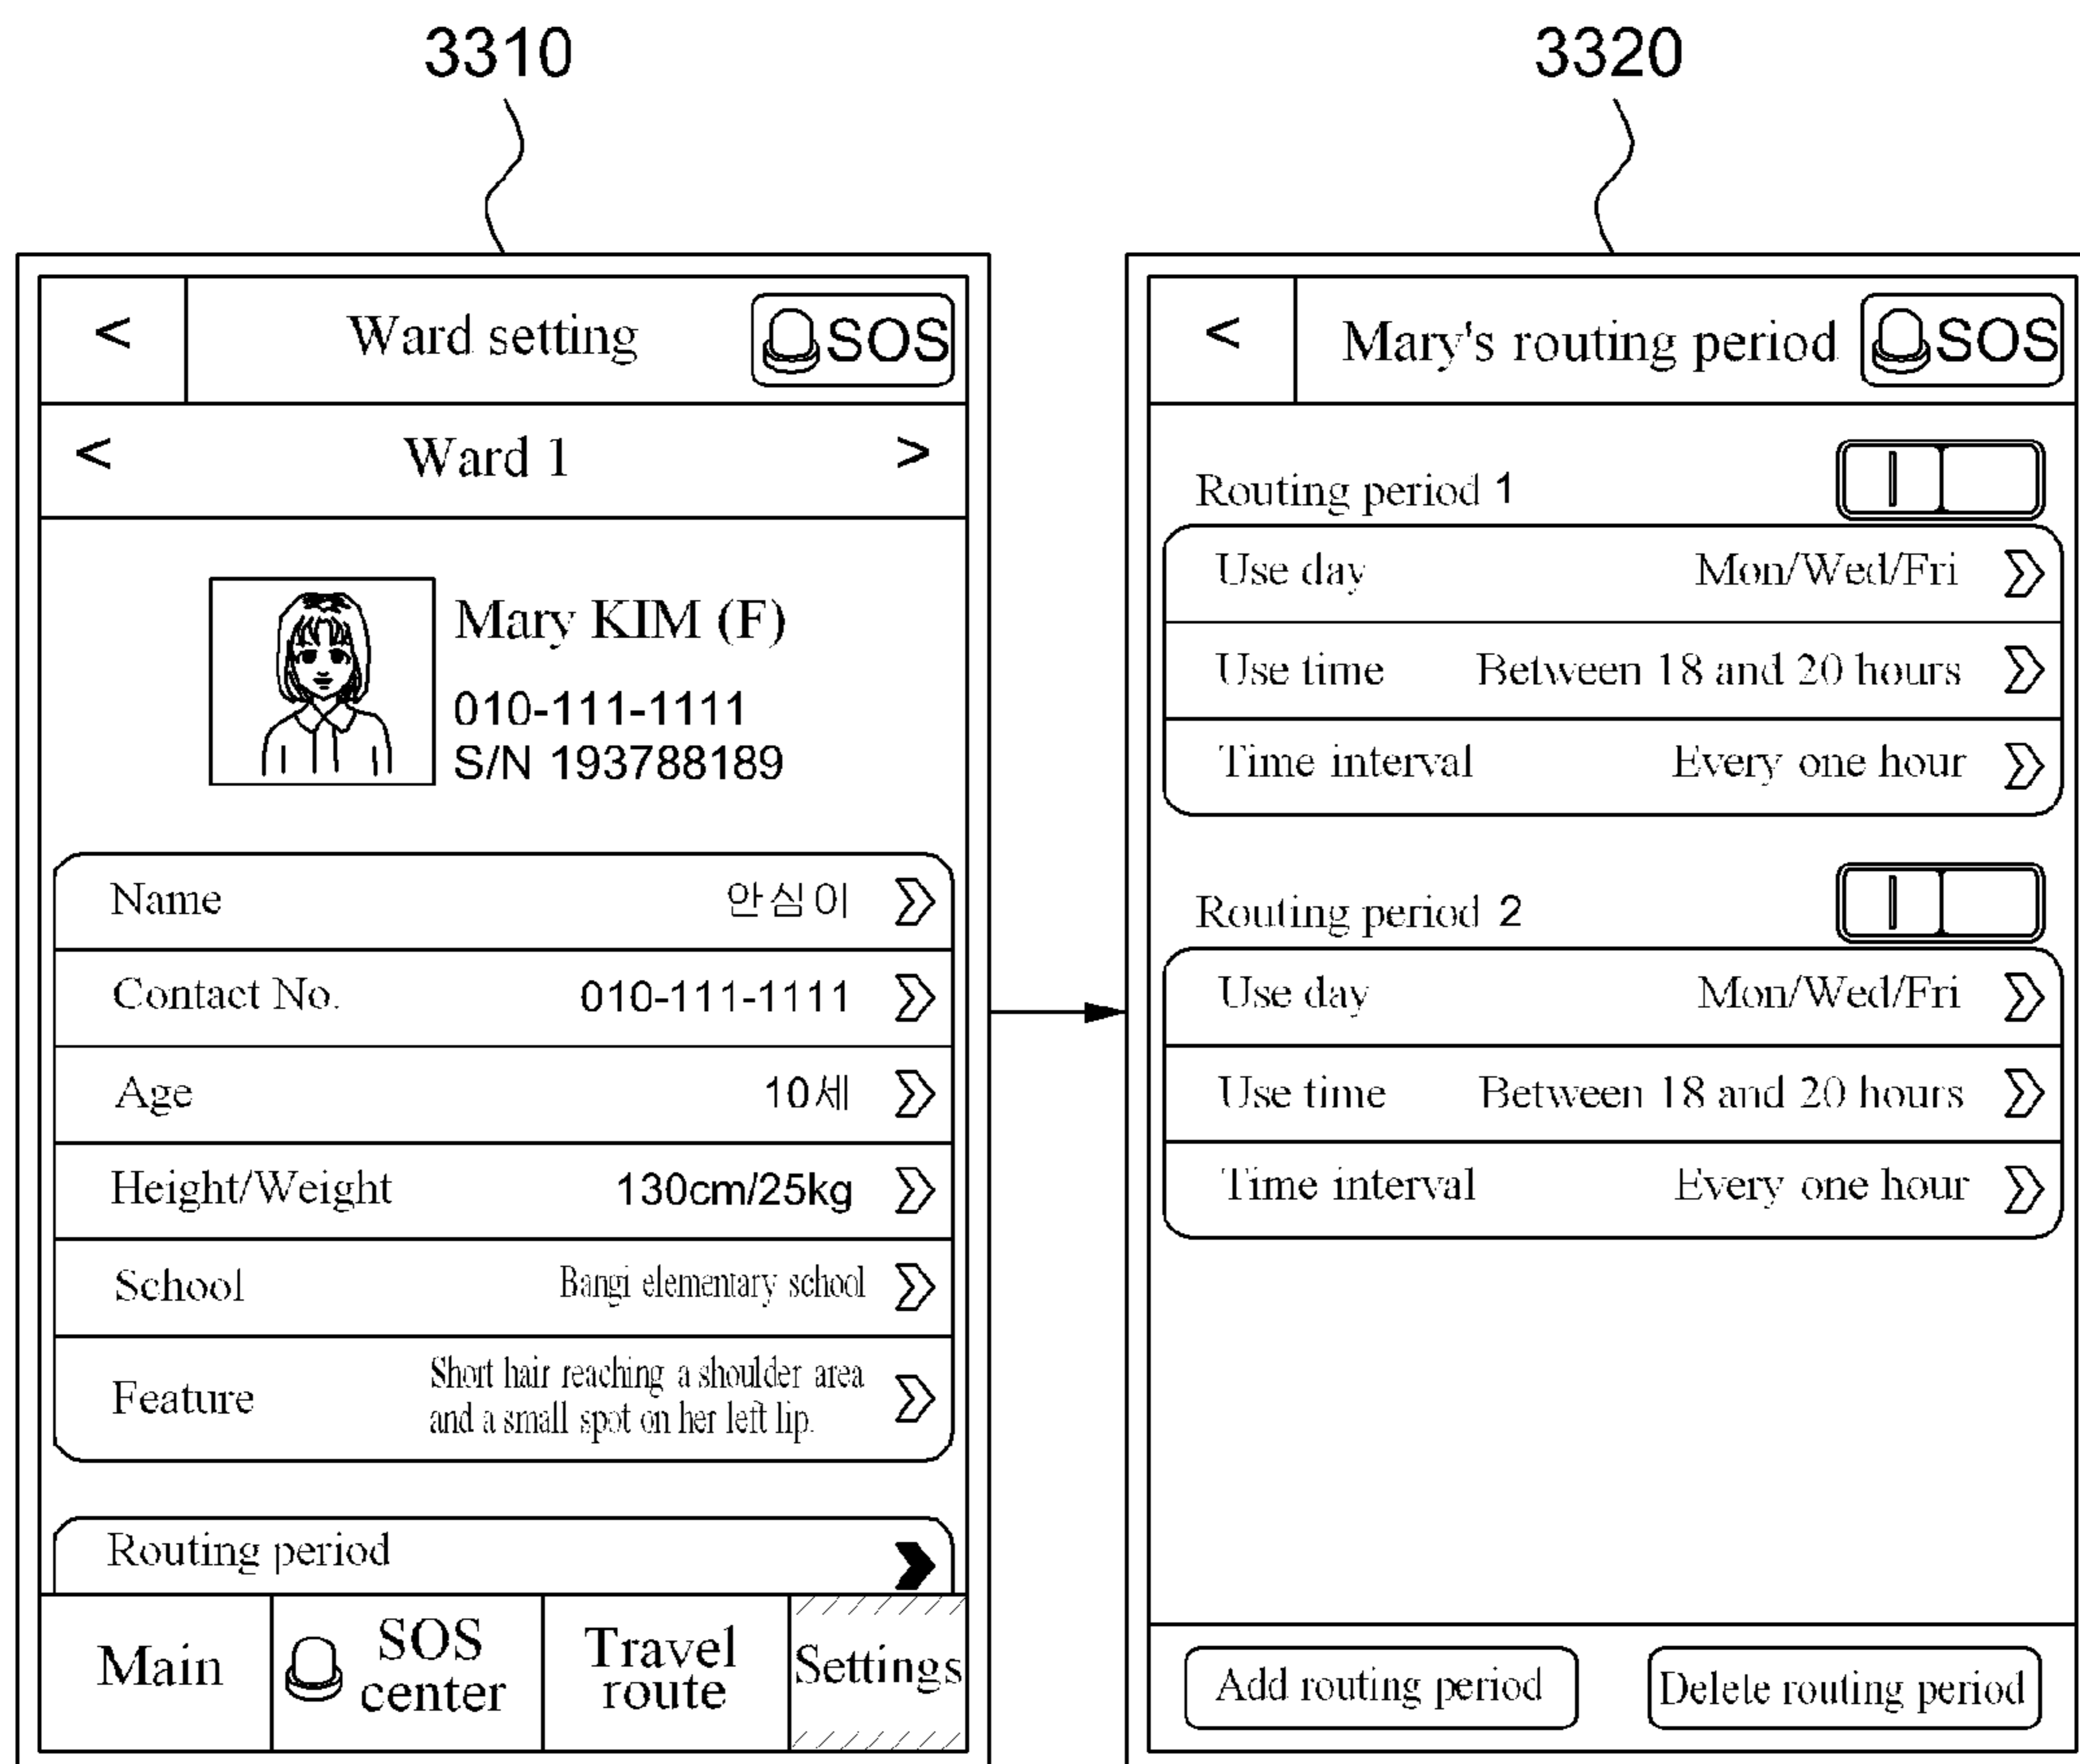 3310
< Ward setting SOS
< Ward 1 >
Mary KIM (F)
010-111-1111
S/N 193788189
Name 안심이
Contact No. 010-111-1111
Age 10세
Height/Weight 130cm/25kg
School Bangi elementary school
Feature Short hair reaching a shoulder area
and a small spot on her left lip.
Routing period
Main SOS center Travel route Settings
3320
< Mary's routing period SOS
Routing period 1
Use day Mon/Wed/Fri
Use time Between 18 and 20 hours
Time interval Every one hour
Routing period 2
Use day Mon/Wed/Fri
Use time Between 18 and 20 hours
Time interval Every one hour
Add routing period Delete routing period